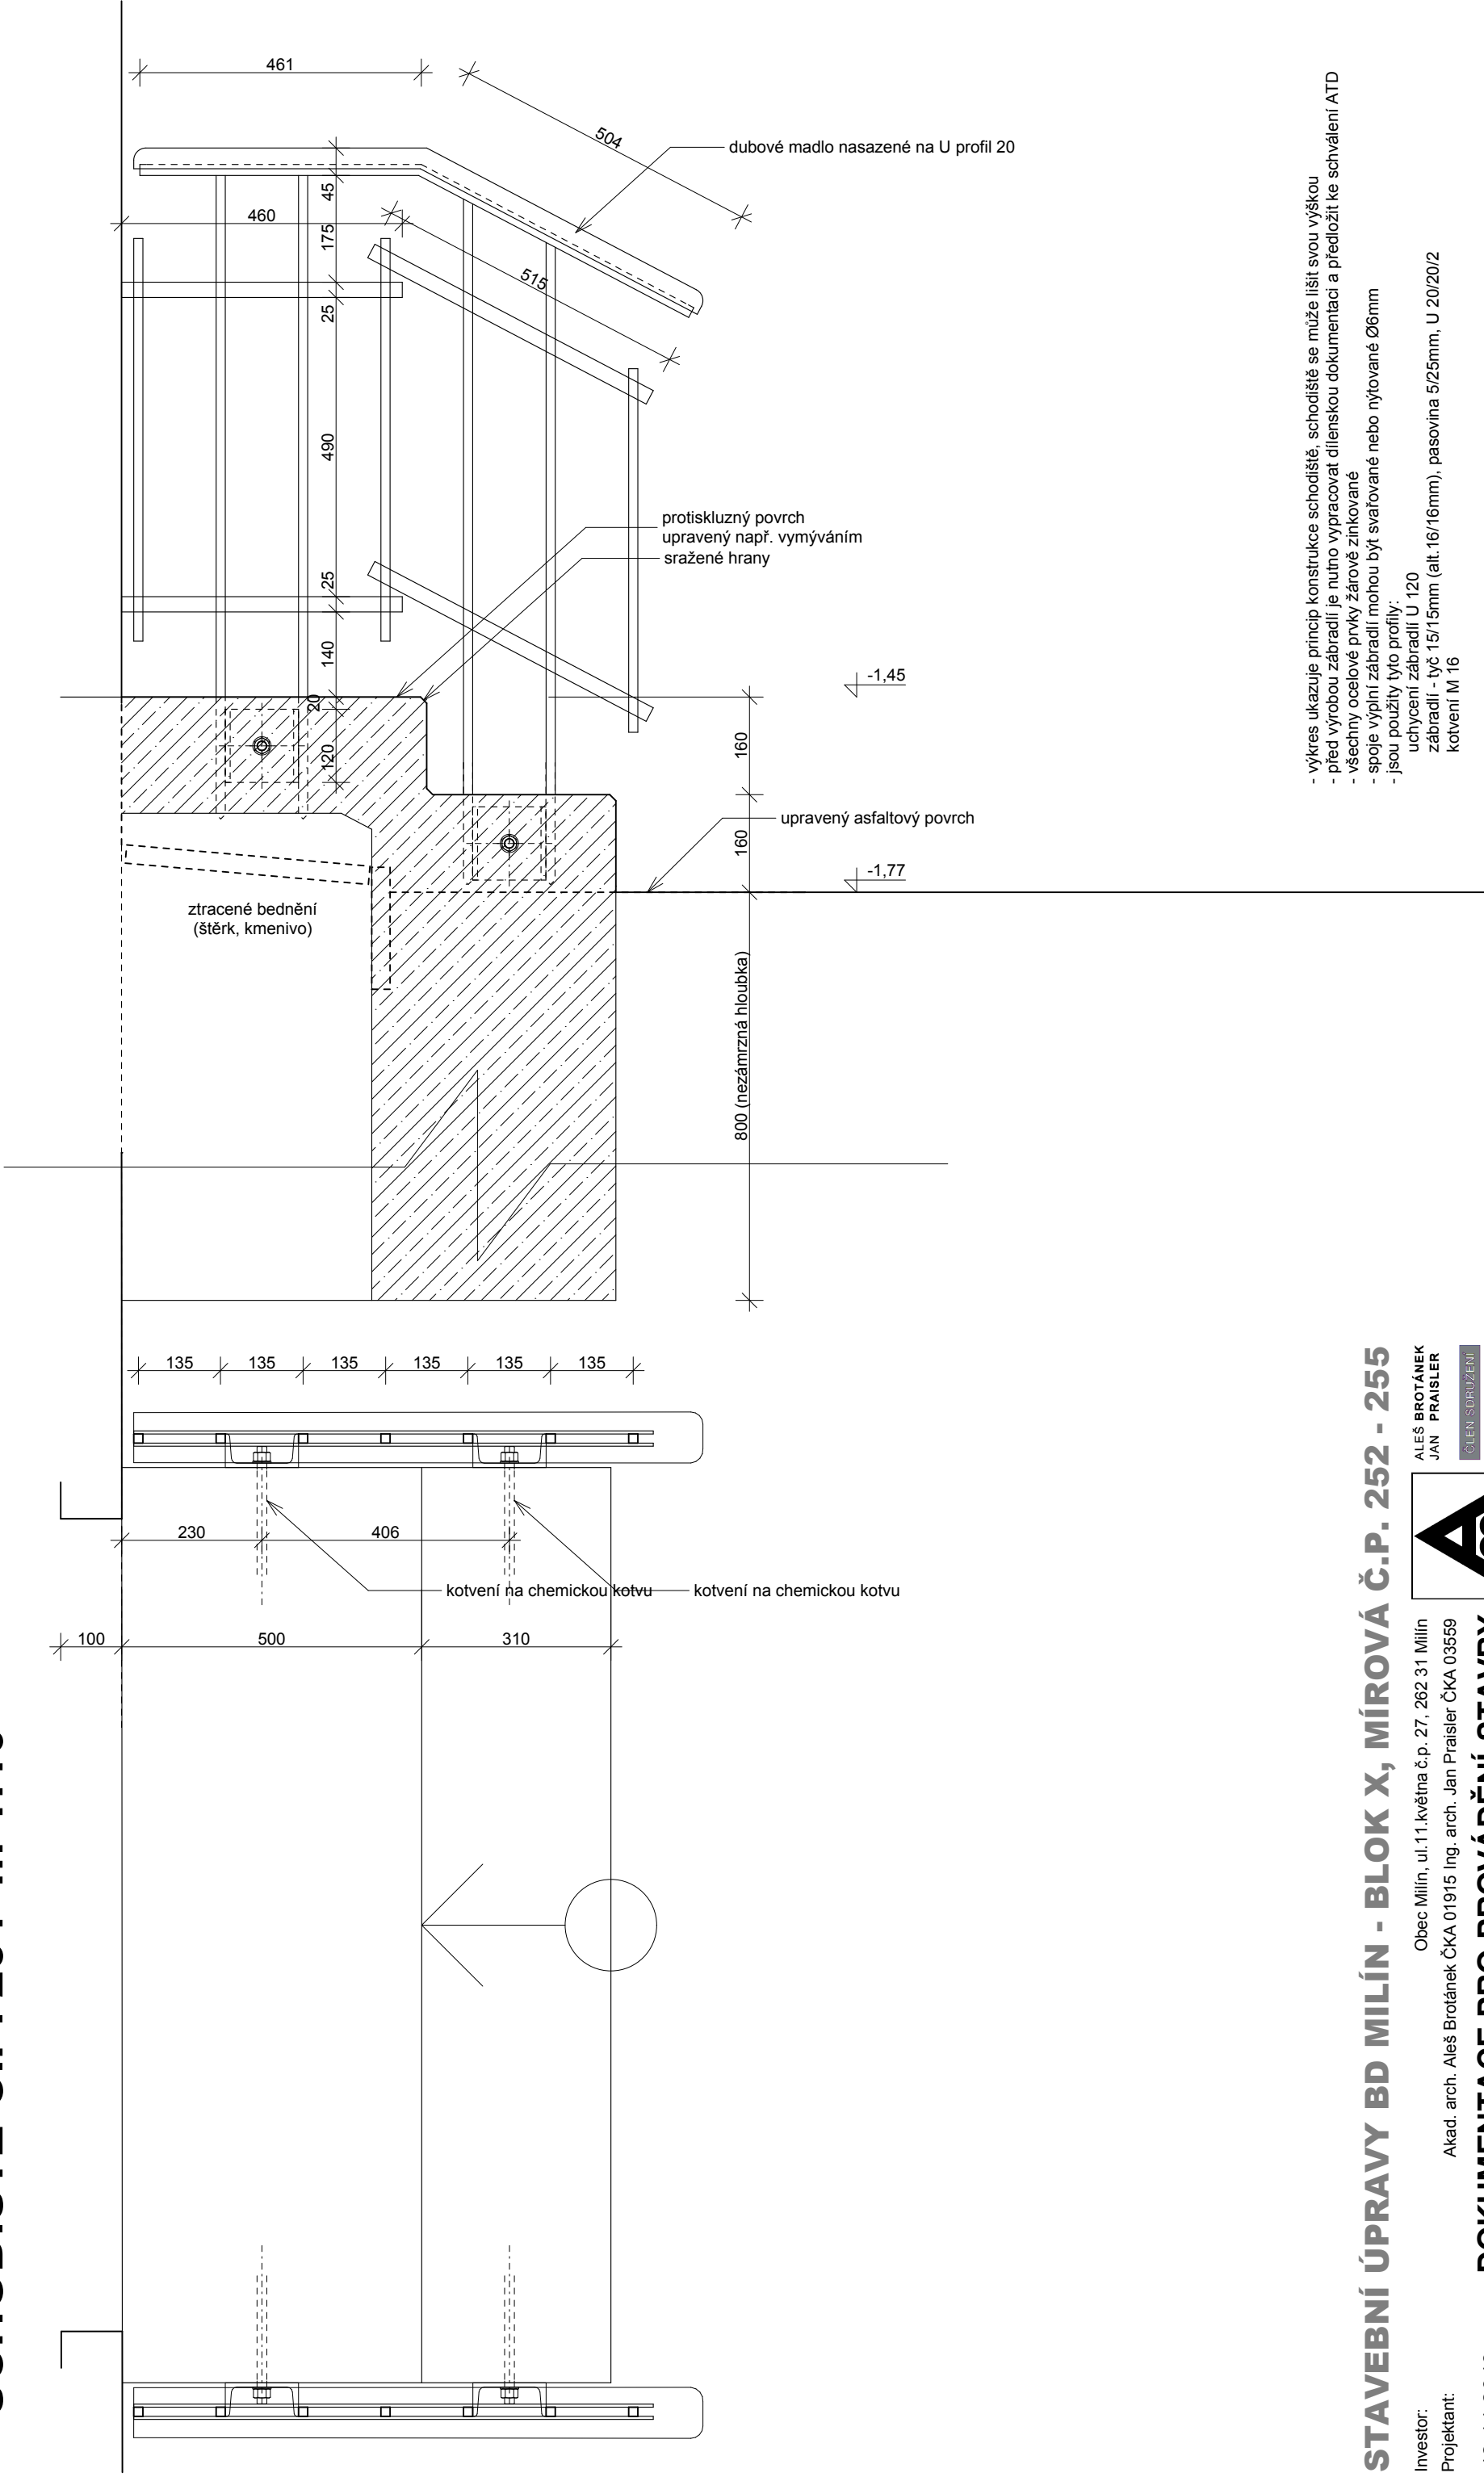 461
504
dubové madlo nasazené na U profil 20
45
460
175
515
25
490
protiskluzný povrch
upravený např. vymýváním
sražené hrany
25
140
20
120
-1,45
160
upravený asfaltový povrch
160
-1,77
ztracené bednění
(štěrk, kmenivo)
800 (nezámrzná hloubka)
135
135
135
135
135
135
230
406
kotvení na chemickou kotvu
kotvení na chemickou kotvu
100
500
310
- výkres ukazuje princip konstrukce schodiště, schodiště se může lišit svou výškou
- před výrobou zábradlí je nutno vypracovat dílenskou dokumentaci a předložit ke schválení ATD
- všechny ocelové prvky žárově zinkované
- spoje výplní zábradlí mohou být svařované nebo nýtované Ø6mm
- jsou použity tyto profily:
uchycení zábradlí U 120
zábradlí - tyč 15/15mm (alt.16/16mm), pasovina 5/25mm, U 20/20/2
kotvení M 16
STAVEBNÍ ÚPRAVY BD MILÍN - BLOK X, MÍROVÁ Č.P. 252 - 255
Investor: Obec Milín, ul.11.května č.p. 27, 262 31 Milín
Projektant: Akad. arch. Aleš Brotánek ČKA 01915 Ing. arch. Jan Praisler ČKA 03559
ALEŠ BROTÁNEK
JAN PRAISLER
ČLEN SDRUŽENÍ
DOKUMENTACE PRO PROVÁDĚNÍ STAVBY